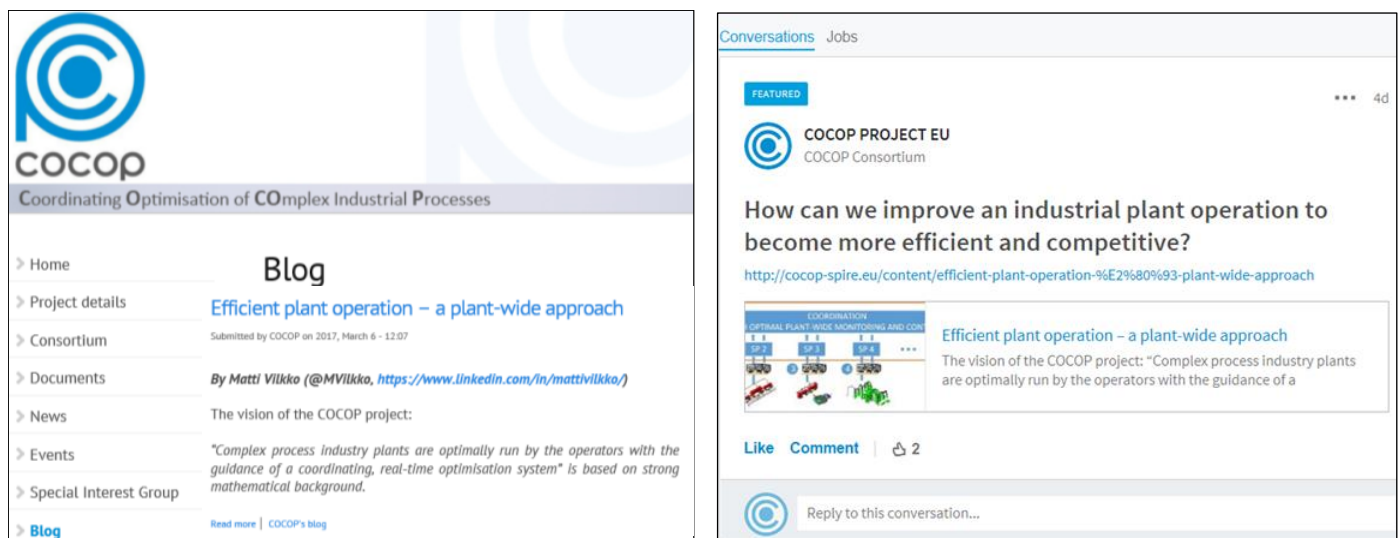 cocop
Coordinating Optimisation of COmplex Industrial Processes
Home
Project details
Consortium
Documents
News
Events
Special Interest Group
Blog
Blog
Efficient plant operation – a plant-wide approach
Submitted by COCOP on 2017, March 6 - 12:07
By Matti Vilkko (@MVilkko, https://www.linkedin.com/in/mattivilkko/)
The vision of the COCOP project:
"Complex process industry plants are optimally run by the operators with the
guidance of a coordinating, real-time optimisation system" is based on strong
mathematical background.
Read more | COCOP's blog
Conversations Jobs
FEATURED
4d
COCOP PROJECT EU
COCOP Consortium
How can we improve an industrial plant operation to
become more efficient and competitive?
http://cocop-spire.eu/content/efficient-plant-operation-%E2%80%93-plant-wide-approach
COORDINATION
OPTIMAL PLANT-WIDE MONITORING AND CONT
SP 2 SP 3 SP 4
3 4
Efficient plant operation – a plant-wide approach
The vision of the COCOP project: “Complex process industry plants
are optimally run by the operators with the guidance of a
Like Comment 2
Reply to this conversation...